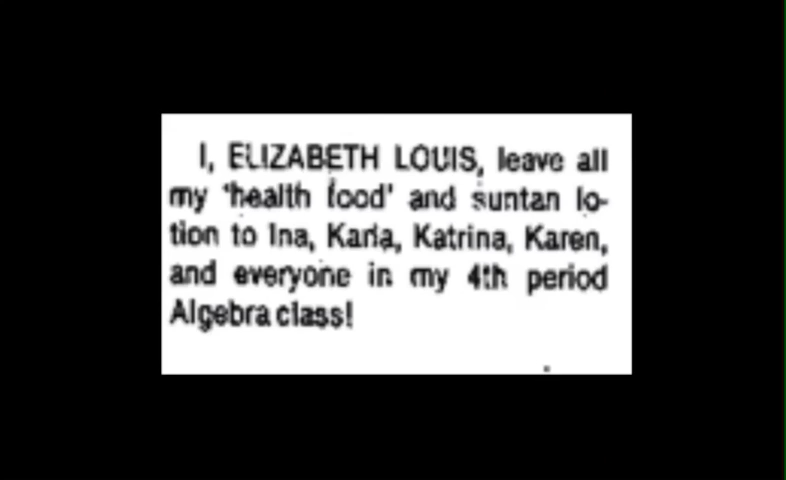 I, ELIZABETH LOUIS, leave all
my 'health food' and suntan lo-
tion to Ina, Karla, Katrina, Karen,
and everyone in my 4th period
Algebra class!